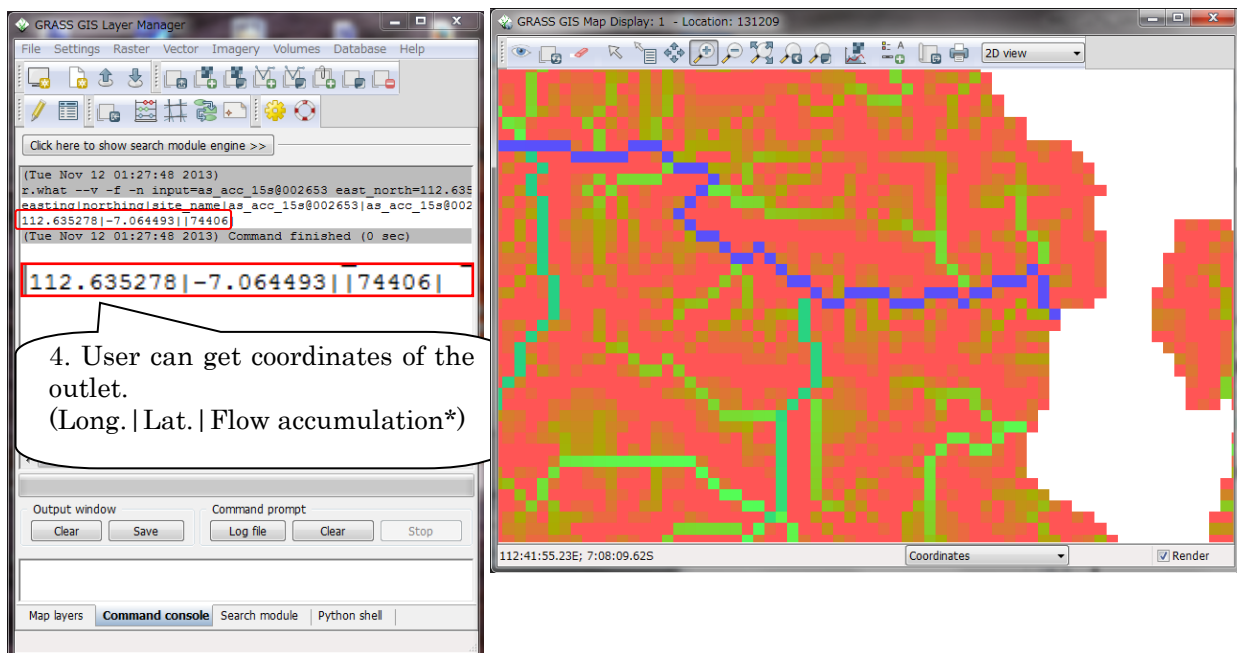 GRASS GIS Layer Manager
File Settings Raster Vector Imagery Volumes Database Help
Click here to show search module engine >>
(Tue Nov 12 01:27:48 2013)
r.what --v -f -n input=as_acc_15s@002653 east_north=112.635
easting|northing|site_name|as_acc_15s@002653|as_acc_15s@002
112.635278|-7.064493||74406
(Tue Nov 12 01:27:48 2013) Command finished (0 sec)
112.635278|-7.064493||74406|
4. User can get coordinates of the
outlet.
(Long.|Lat.|Flow accumulation*)
Output window
Command prompt
Clear
Save
Log file
Clear
Stop
Map layers
Command console
Search module
Python shell
GRASS GIS Map Display: 1 - Location: 131209
2D view
112:41:55.23E; 7:08:09.62S
Coordinates
Render